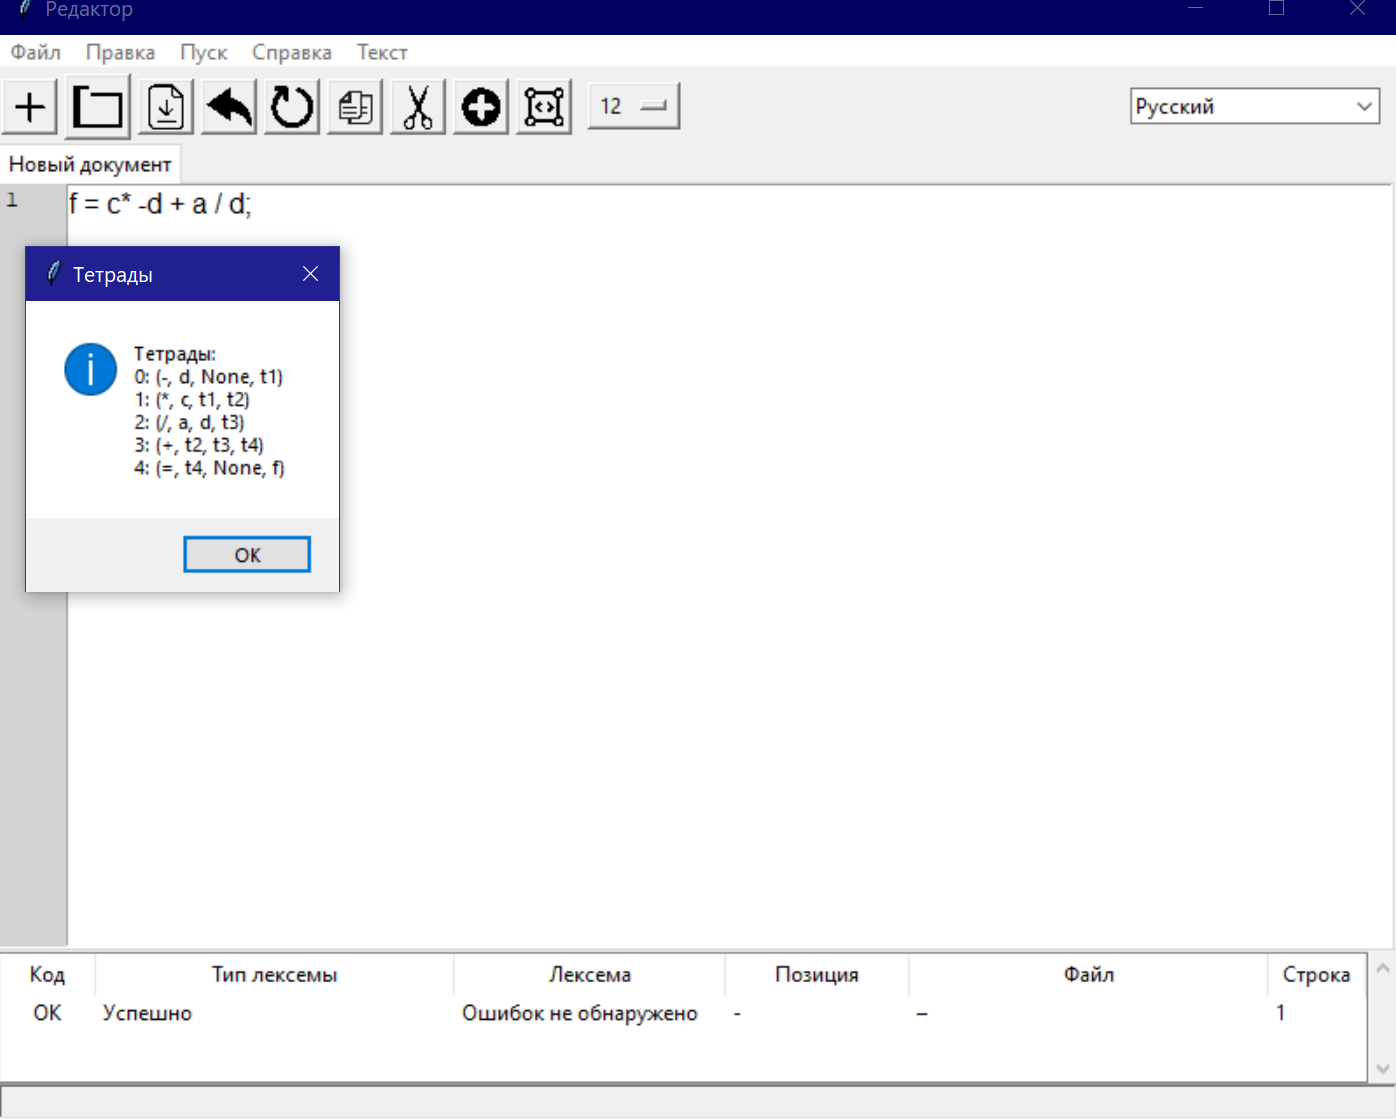 Редактор
Файл Правка Пуск Справка Текст
12
Русский
Новый документ
1 f = c* -d + a / d;
Тетрады
Тетрады:
0: (-, d, None, t1)
1: (*, c, t1, t2)
2: (/, a, d, t3)
3: (+, t2, t3, t4)
4: (=, t4, None, f)
ОК
Код Тип лексемы Лексема Позиция Файл Строка
ОК Успешно Ошибок не обнаружено - – 1